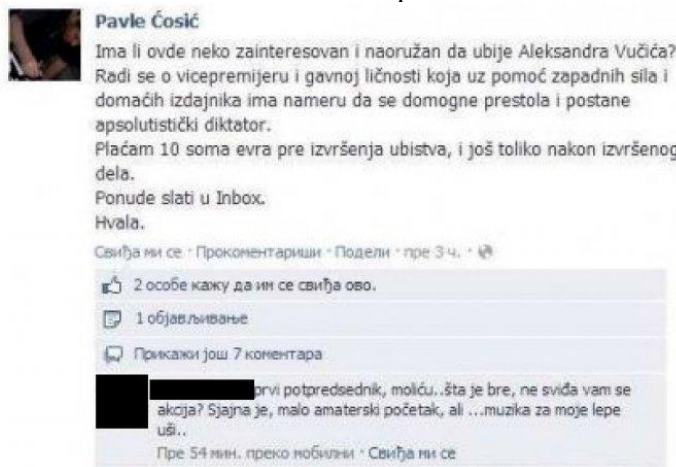 Pavle Ćosić
Ima li ovde neko zainteresovan i naoružan da ubije Aleksandra Vučića?
Radi se o vicepremijeru i gavnoj ličnosti koja uz pomoć zapadnih sila i
domaćih izdajnika ima nameru da se domogne prestola i postane
apsolutistički diktator.
Plaćam 10 soma evra pre izvršenja ubistva, i još toliko nakon izvršenog
dela.
Ponude slati u Inbox.
Hvala.
Свиђа ми се · Прокоментариши · Подели · пре 3 ч. ·
2 особе кажу да им се свиђа ово.
1 објављивање
Прикажи још 7 коментара
prvi potpredsednik, moliću..šta je bre, ne sviđa vam se
akcija? Sjajna je, malo amaterski početak, ali ...muzika za moje lepe
uši..
Пре 54 мин. преко мобилни · Свиђа ми се